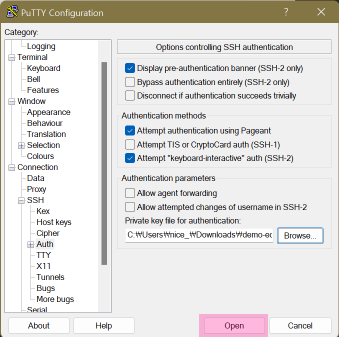 PuTTY Configuration
Category:
Logging
Terminal
Keyboard
Bell
Features
Window
Appearance
Behaviour
Translation
Selection
Colours
Connection
Data
Proxy
SSH
Kex
Host keys
Cipher
Auth
TTY
X11
Tunnels
Bugs
More bugs
Serial
Options controlling SSH authentication
Display pre-authentication banner (SSH-2 only)
Bypass authentication entirely (SSH-2 only)
Disconnect if authentication succeeds trivially
Authentication methods
Attempt authentication using Pageant
Attempt TIS or CryptoCard auth (SSH-1)
Attempt "keyboard-interactive" auth (SSH-2)
Authentication parameters
Allow agent forwarding
Allow attempted changes of username in SSH-2
Private key file for authentication:
C:₩Users₩nice_₩Downloads₩demo-ec
Browse...
About
Help
Open
Cancel